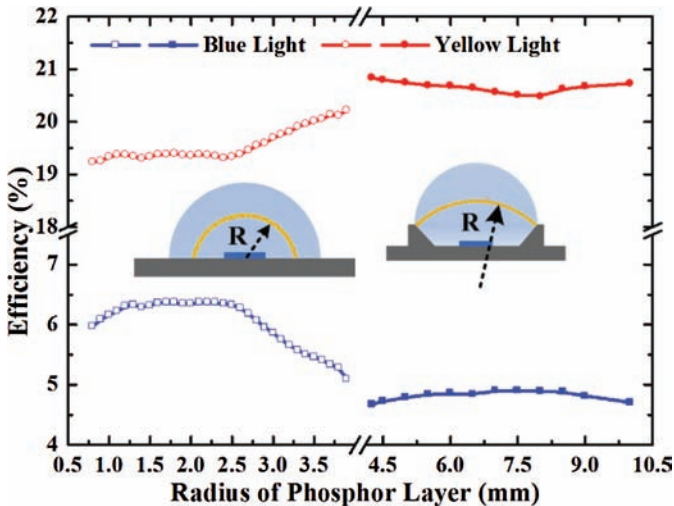 22
21
20
19
18
7
6
5
4
Efficiency (%)
Blue Light
Yellow Light
R
R
0.5 1.0 1.5 2.0 2.5 3.0 3.5 4.5 6.0 7.5 9.0 10.5
Radius of Phosphor Layer (mm)